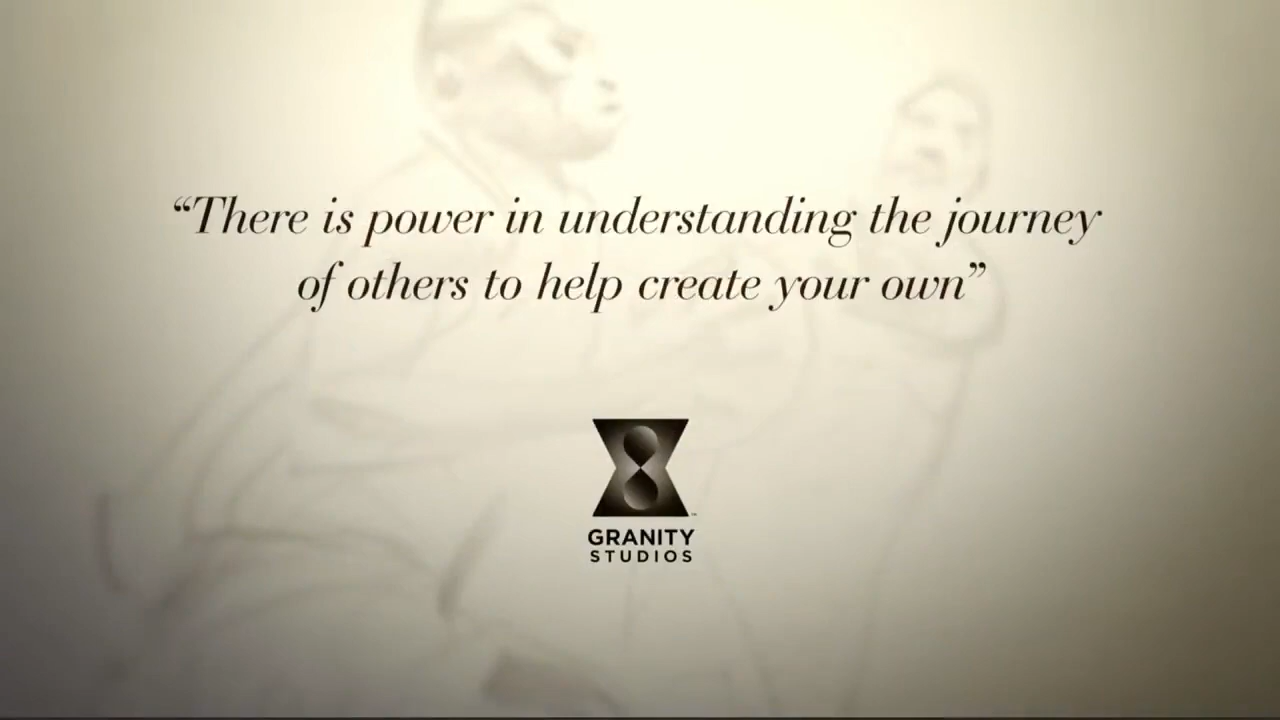 “There is power in understanding the journey
of others to help create your own”
GRANITY
STUDIOS